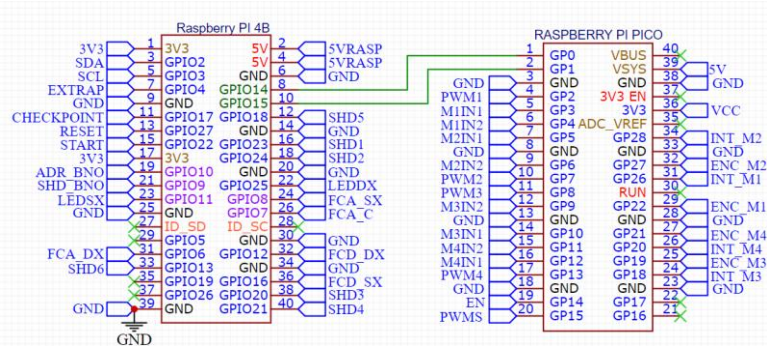 Raspberry PI 4B
3V3 1 3V3 5V 2 5VRASP
SDA 3 GPIO2 5V 4 5VRASP
SCL 5 GPIO3 GND 6 GND
EXTRAP 7 GPIO4 GPIO14 8
GND 9 GND GPIO15 10
CHECKPOINT 11 GPIO17 GPIO18 12 SHD5
RESET 13 GPIO27 GND 14 GND
START 15 GPIO22 GPIO23 16 SHD1
3V3 17 3V3 GPIO24 18 SHD2
ADR_BNO 19 GPIO10 GND 20 GND
SHD_BNO 21 GPIO9 GPIO25 22 LEDDX
LEDSX 23 GPIO11 GPIO8 24 FCA_SX
GND 25 GND GPIO7 26 FCA_C
27 ID_SD ID_SC 28
29 GPIO5 GND 30 GND
FCA_DX 31 GPIO6 GPIO12 32 FCD_DX
SHD6 33 GPIO13 GND 34 GND
35 GPIO19 GPIO16 36 FCD_SX
37 GPIO26 GPIO20 38 SHD3
GND 39 GND GPIO21 40 SHD4
GND
RASPBERRY PI PICO
1 GP0 VBUS 40
2 GP1 VSYS 39 5V
GND 3 GND GND 38 GND
PWM1 4 GP2 3V3 EN 37
M1IN1 5 GP3 3V3 36 VCC
M1IN2 6 GP4 ADC_VREF 35
M2IN1 7 GP5 GP28 34 INT_M2
GND 8 GND GND 33 GND
M2IN2 9 GP6 GP27 32 ENC_M2
PWM2 10 GP7 GP26 31 INT_M1
PWM3 11 GP8 RUN 30
M3IN2 12 GP9 GP22 29 ENC_M1
GND 13 GND GND 28 GND
M3IN1 14 GP10 GP21 27 ENC_M4
M4IN2 15 GP11 GP20 26 INT_M4
M4IN1 16 GP12 GP19 25 ENC_M3
PWM4 17 GP13 GP18 24 INT_M3
GND 18 GND GND 23 GND
EN 19 GP14 GP17 22
PWMS 20 GP15 GP16 21